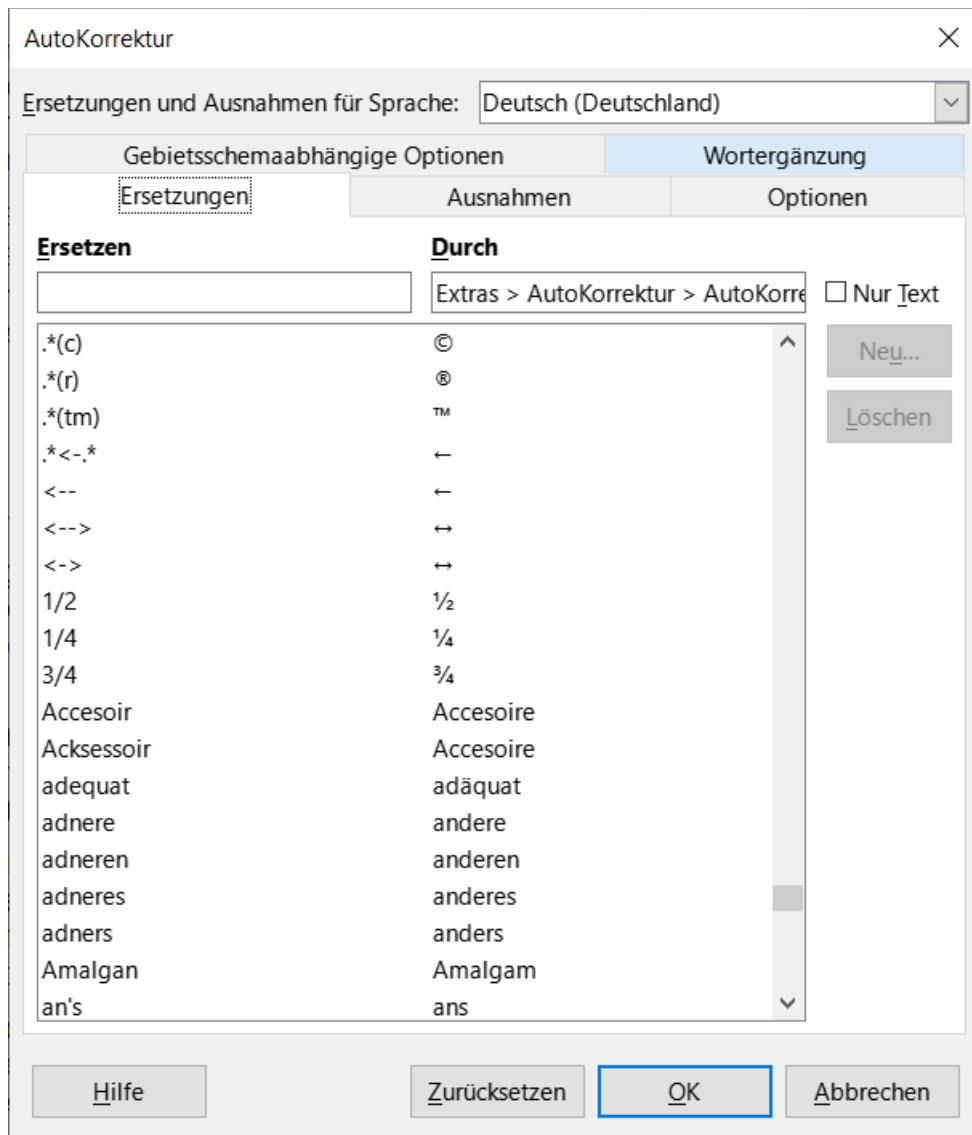 AutoKorrektur
Ersetzungen und Ausnahmen für Sprache: Deutsch (Deutschland)
Gebietsschemaabhängige Optionen Wortergänzung
Ersetzungen Ausnahmen Optionen
Ersetzen Durch
Extras > AutoKorrektur > AutoKorre Nur Text
.*(c) ©
Neu...
.*(r) ®
.*(tm) ™
Löschen
.*<-.* ←
<-- ←
<--> ↔
<-> ↔
1/2 ½
1/4 ¼
3/4 ¾
Accesoir Accesoire
Acksessoir Accesoire
adequat adäquat
adnere andere
adneren anderen
adneres anderes
adners anders
Amalgan Amalgam
an's ans
Hilfe Zurücksetzen OK Abbrechen